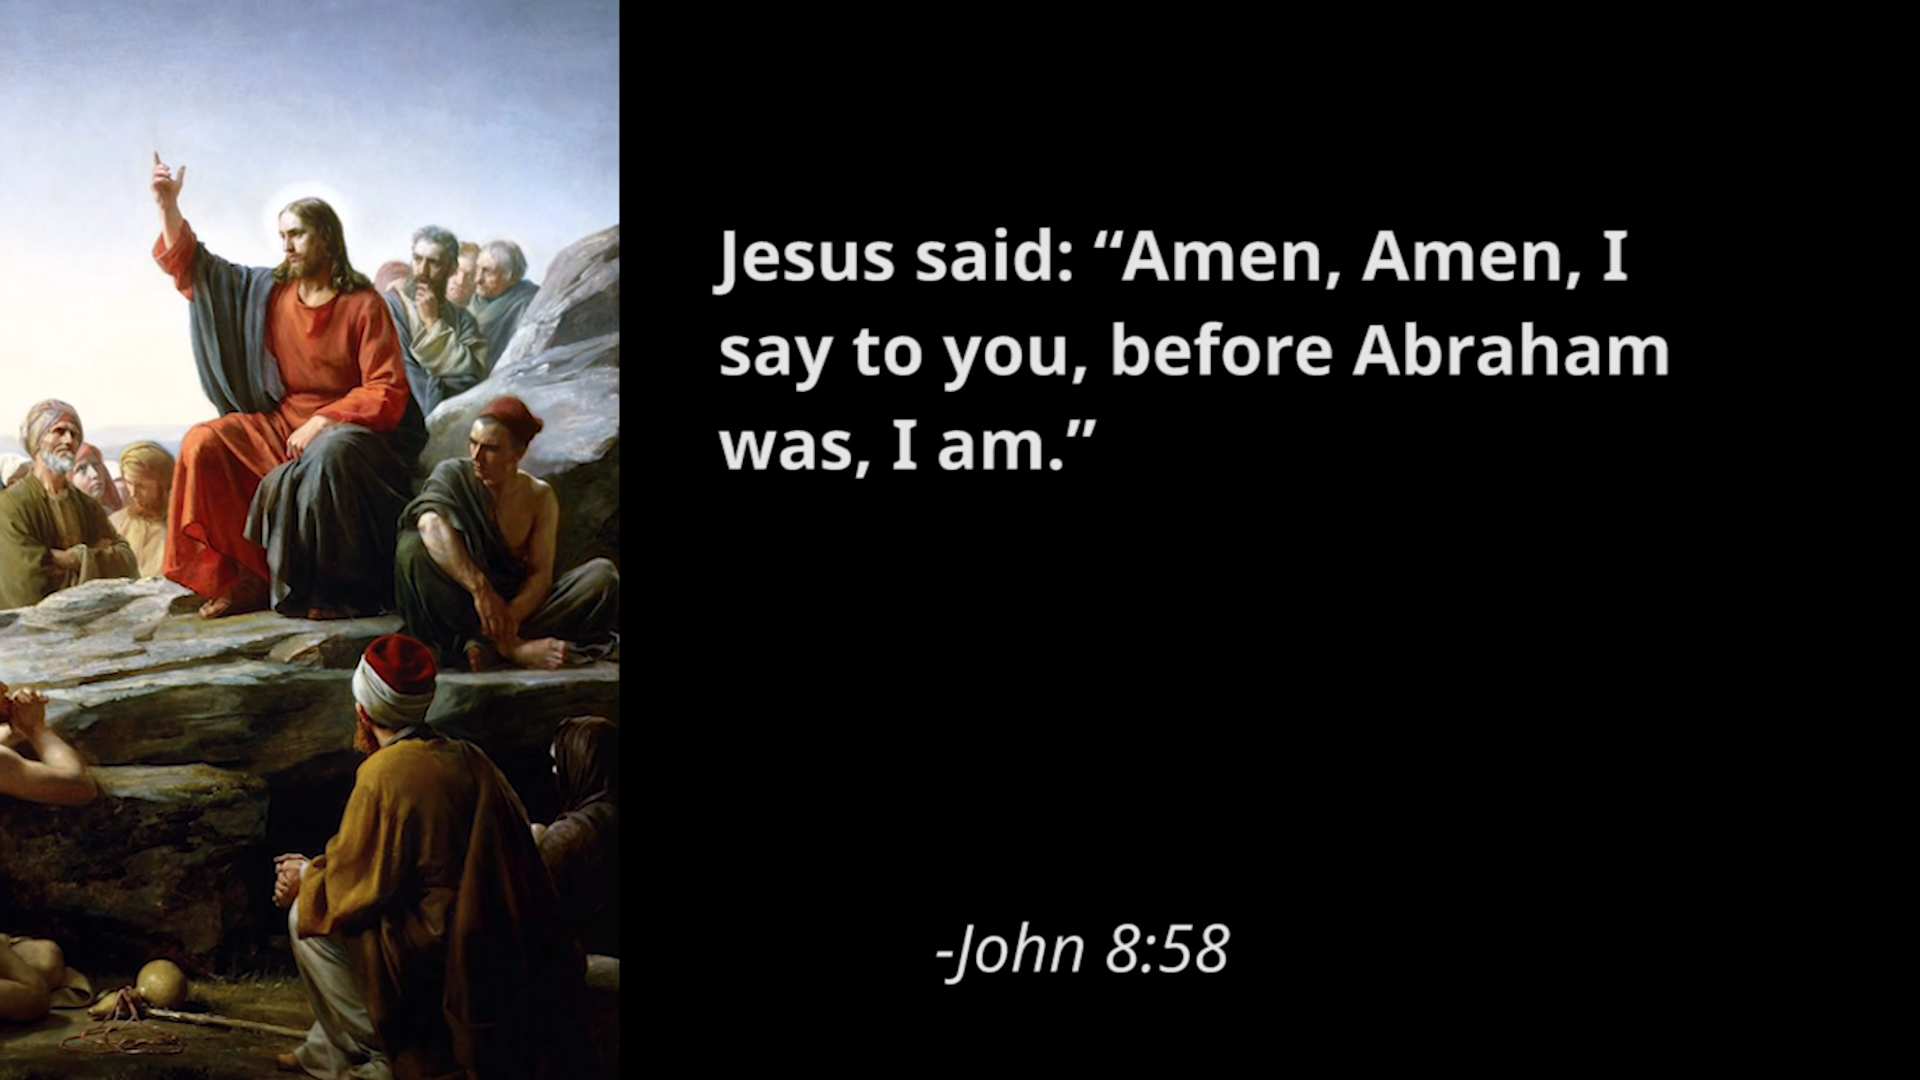 Jesus said: “Amen, Amen, I
say to you, before Abraham
was, I am.”
-John 8:58